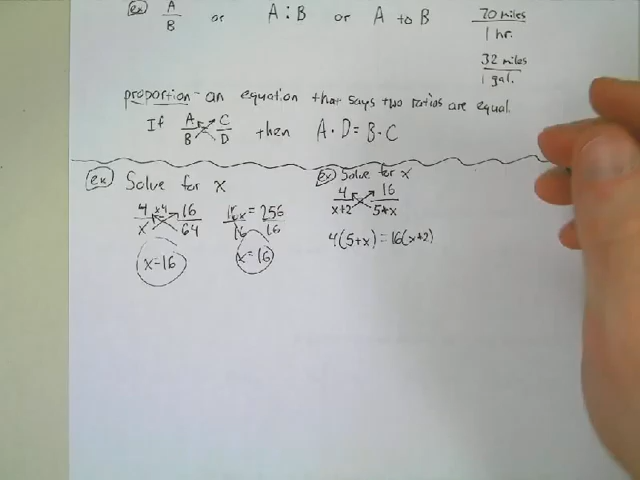 ex A/B or A : B or A to B 70 miles / 1 hr.
32 miles / 1 gal.
proportion - an equation that says two ratios are equal.
If A/B = C/D then A · D = B · C
ex Solve for x
4/x x4 16/64 16x = 256
16 16
x=16 x=16
ex Solve for x
4/x+2 = 16/5+x
4(5+x) = 16(x+2)